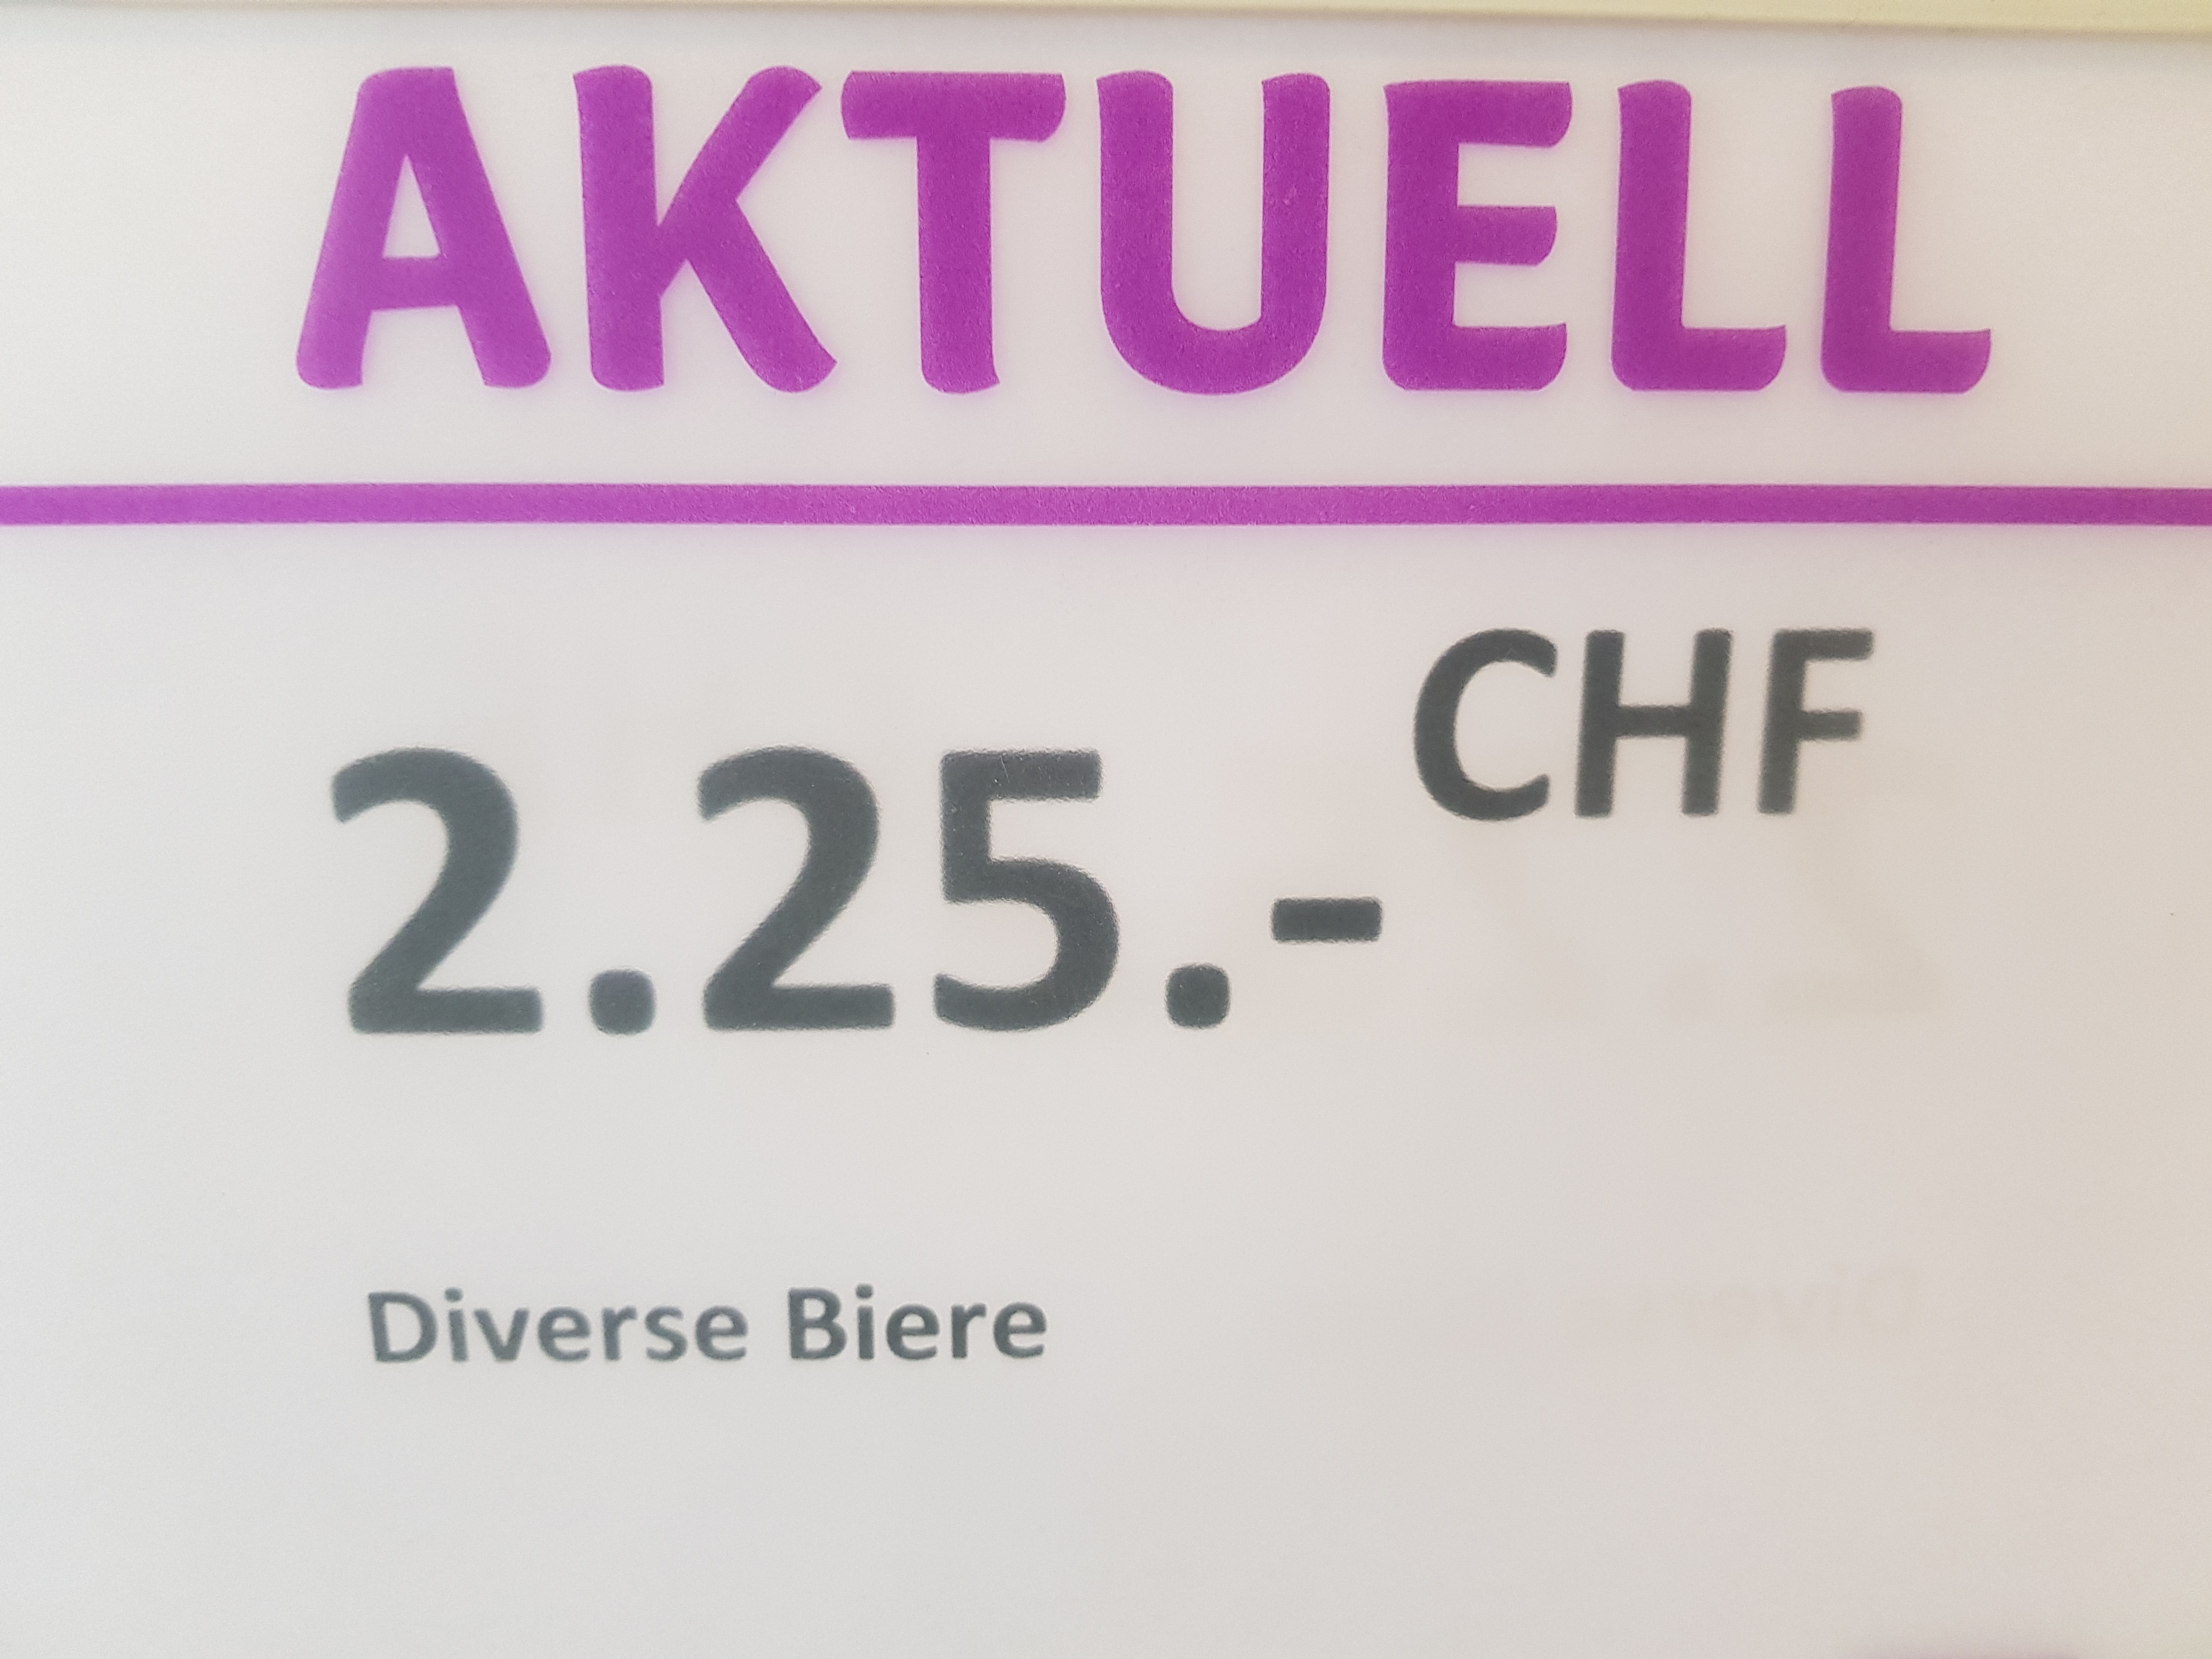 AKTUELL
2.25.- CHF
Diverse Biere